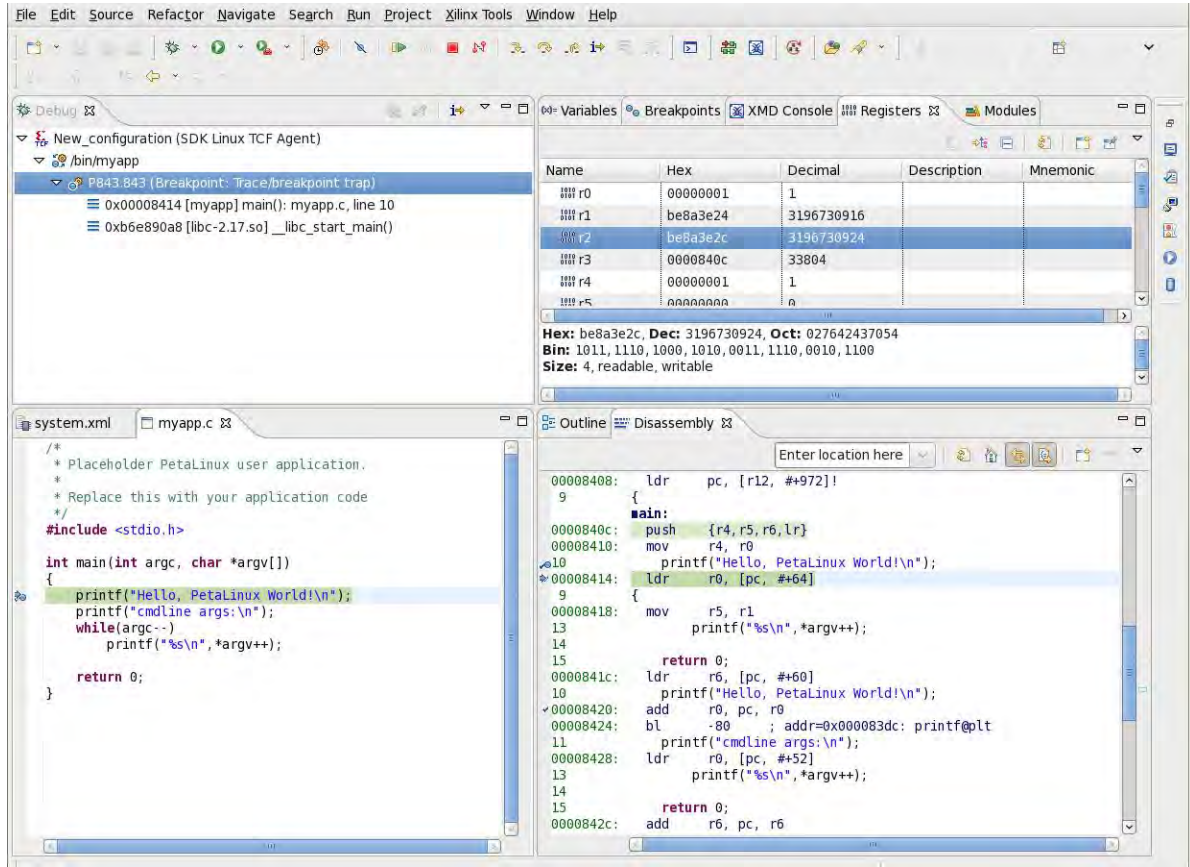 File Edit Source Refactor Navigate Search Run Project Xilinx Tools Window Help
Debug
New_configuration (SDK Linux TCF Agent)
/bin/myapp
P843.843 (Breakpoint: Trace/breakpoint trap)
0x00008414 [myapp] main(): myapp.c, line 10
0xb6e890a8 [libc-2.17.so] __libc_start_main()
Variables Breakpoints XMD Console Registers Modules
Name Hex Decimal Description Mnemonic
r0 00000001 1
r1 be8a3e24 3196730916
r2 be8a3e2c 3196730924
r3 0000840c 33804
r4 00000001 1
r5 00000000 0
Hex: be8a3e2c, Dec: 3196730924, Oct: 027642437054
Bin: 1011,1110,1000,1010,0011,1110,0010,1100
Size: 4, readable, writable
system.xml myapp.c
/*
* Placeholder PetaLinux user application.
*
* Replace this with your application code
*/
#include <stdio.h>
int main(int argc, char *argv[])
{
printf("Hello, PetaLinux World!\n");
printf("cmdline args:\n");
while(argc--)
printf("%s\n",*argv++);
return 0;
}
Outline Disassembly
Enter location here
00008408: ldr pc, [r12, #+972]!
9 {
main:
0000840c: push {r4,r5,r6,lr}
00008410: mov r4, r0
10 printf("Hello, PetaLinux World!\n");
00008414: ldr r0, [pc, #+64]
9 {
00008418: mov r5, r1
13 printf("%s\n",*argv++);
14
15 return 0;
0000841c: ldr r6, [pc, #+60]
10 printf("Hello, PetaLinux World!\n");
00008420: add r0, pc, r0
00008424: bl -80 ; addr=0x000083dc: printf@plt
11 printf("cmdline args:\n");
00008428: ldr r0, [pc, #+52]
13 printf("%s\n",*argv++);
14
15 return 0;
0000842c: add r6, pc, r6